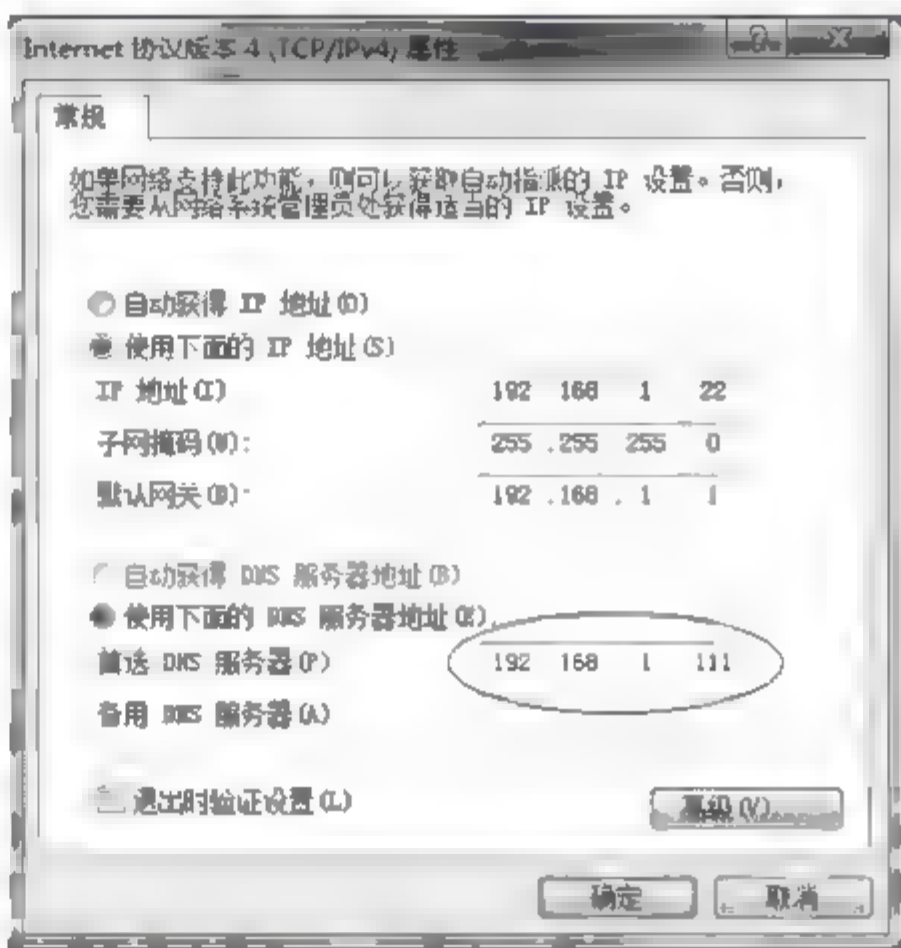 Internet 协议版本 4 (TCP/IPv4) 属性
常规
如果网络支持此功能，则可以获取自动指派的 IP 设置。否则，
您需要从网络系统管理员处获得适当的 IP 设置。
自动获得 IP 地址(O)
使用下面的 IP 地址(S)
IP 地址(I) 192 168 1 22
子网掩码(U): 255 .255 255 0
默认网关(D): 192 .168 . 1 1
自动获得 DNS 服务器地址(B)
使用下面的 DNS 服务器地址(E)
首选 DNS 服务器(P) 192 168 1 111
备用 DNS 服务器(A)
退出时验证设置(L)
高级(V)...
确定 取消